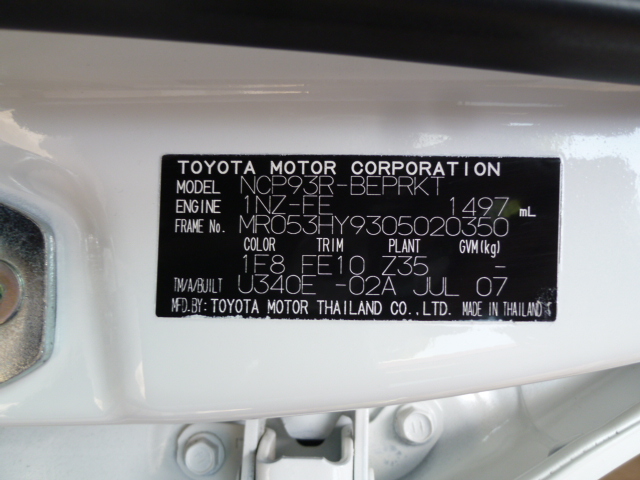 TOYOTA MOTOR CORPORATION
MODEL NCP93R-BEPRKT
ENGINE 1NZ-FE 1497 mL
FRAME No. MR053HY9305020350
COLOR TRIM PLANT GVM(kg)
1F8 FE10 Z35 -
TM/A/BUILT U340E -02A JUL 07
MFD.BY: TOYOTA MOTOR THAILAND CO.,LTD. MADE IN THAILAND